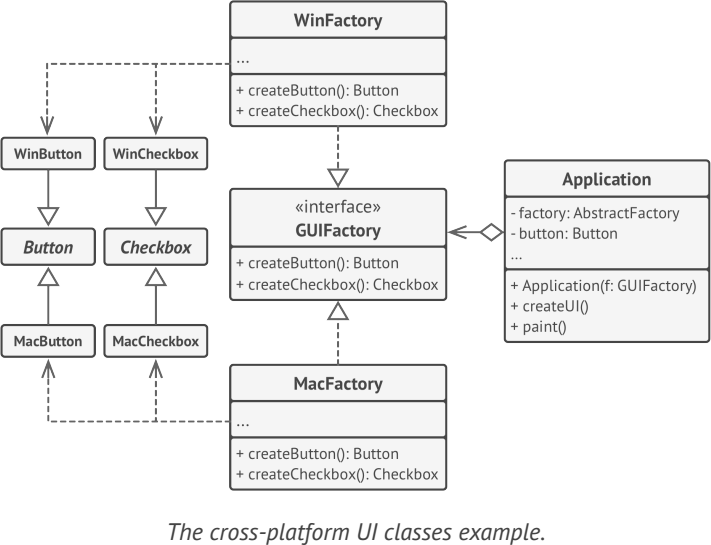 WinFactory
...
+ createButton(): Button
+ createCheckbox(): Checkbox
WinButton
WinCheckbox
Button
Checkbox
MacButton
MacCheckbox
«interface»
GUIFactory
+ createButton(): Button
+ createCheckbox(): Checkbox
Application
- factory: AbstractFactory
- button: Button
...
+ Application(f: GUIFactory)
+ createUI()
+ paint()
MacFactory
...
+ createButton(): Button
+ createCheckbox(): Checkbox
The cross-platform UI classes example.